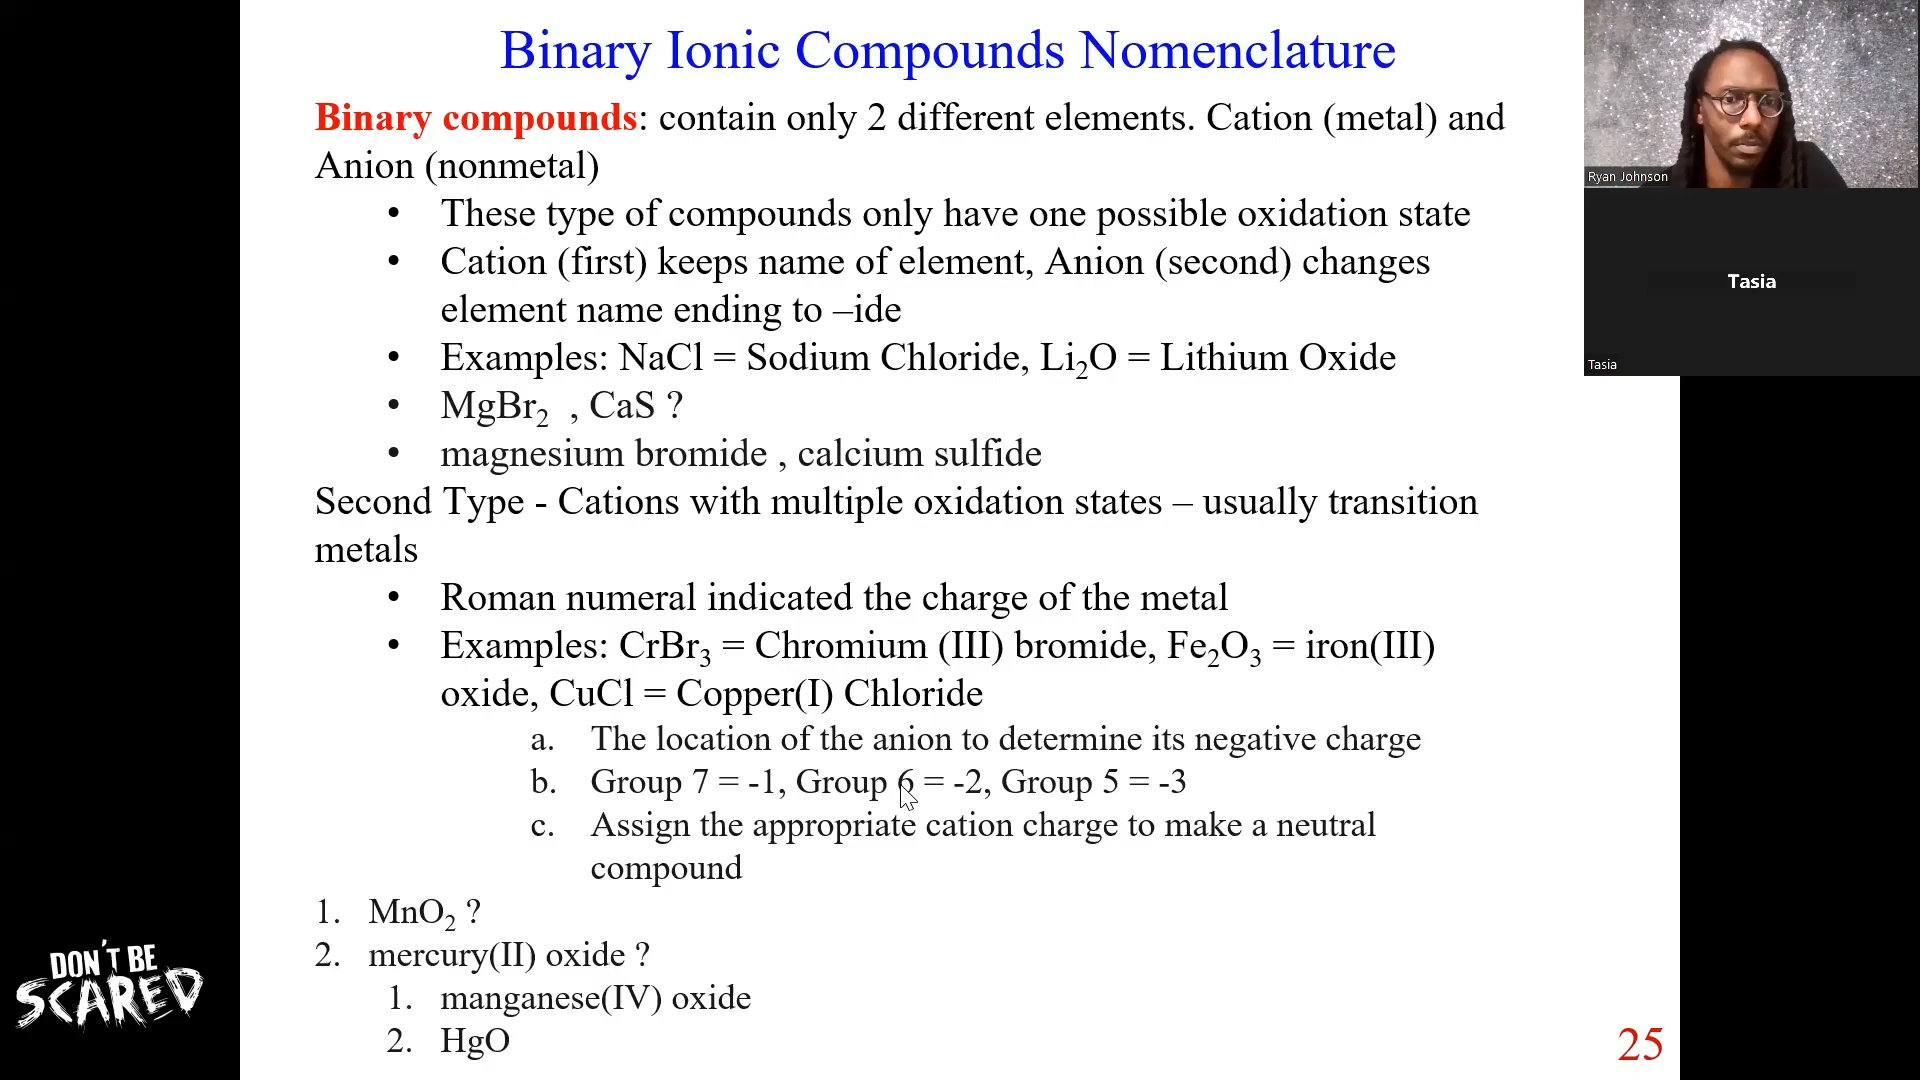 Binary Ionic Compounds Nomenclature
Binary compounds: contain only 2 different elements. Cation (metal) and
Anion (nonmetal)
• These type of compounds only have one possible oxidation state
• Cation (first) keeps name of element, Anion (second) changes
element name ending to –ide
• Examples: NaCl = Sodium Chloride, Li₂O = Lithium Oxide
• MgBr₂ , CaS ?
• magnesium bromide , calcium sulfide
Second Type - Cations with multiple oxidation states – usually transition
metals
• Roman numeral indicated the charge of the metal
• Examples: CrBr₃ = Chromium (III) bromide, Fe₂O₃ = iron(III)
oxide, CuCl = Copper(I) Chloride
a. The location of the anion to determine its negative charge
b. Group 7 = -1, Group 6 = -2, Group 5 = -3
c. Assign the appropriate cation charge to make a neutral
compound
1. MnO₂ ?
2. mercury(II) oxide ?
1. manganese(IV) oxide
2. HgO
25
Ryan Johnson
Tasia
Tasia
DON'T BE
SCARED